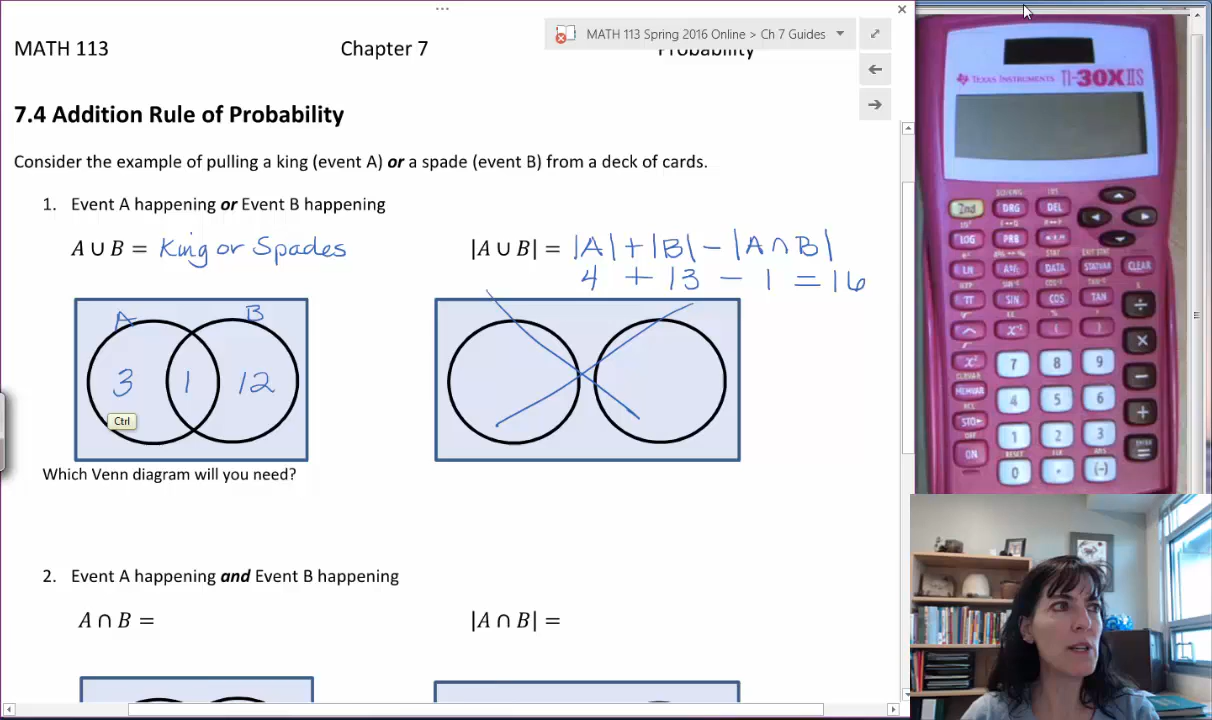 MATH 113 Chapter 7 Probability
MATH 113 Spring 2016 Online > Ch 7 Guides
7.4 Addition Rule of Probability
Consider the example of pulling a king (event A) or a spade (event B) from a deck of cards.
1. Event A happening or Event B happening
A ∪ B = King or Spades
|A ∪ B| = |A| + |B| − |A ∩ B|
4 + 13 − 1 = 16
A B
3 1 12
Ctrl
Which Venn diagram will you need?
2. Event A happening and Event B happening
A ∩ B =
|A ∩ B| =
TEXAS INSTRUMENTS TI-30X IIS
2nd DRG DEL
LOG PRB
LN DATA STATVAR CLEAR
π SIN COS TAN ÷
^ ( ) ×
x² 7 8 9 −
MEMVAR 4 5 6 +
STO▸ 1 2 3 =
ON 0 . (−)